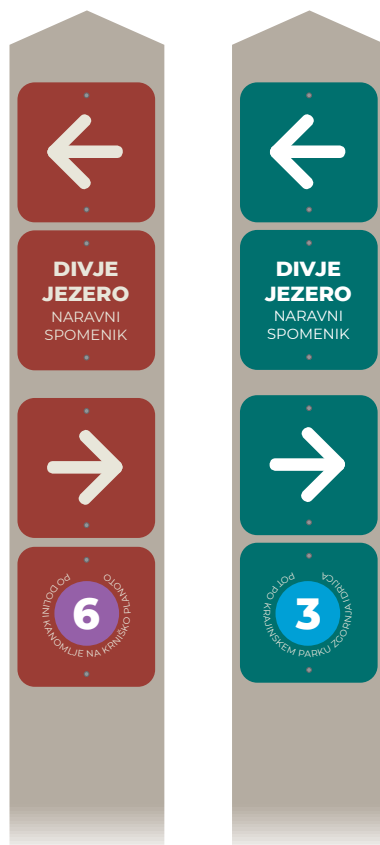 DIVJE
JEZERO
NARAVNI
SPOMENIK
PO DOLINI KANOMLJE NA KRNIŠKO PLANOTO
6
DIVJE
JEZERO
NARAVNI
SPOMENIK
POT PO KRAJINSKEM PARKU ZGORNJA IDRIJCA
3